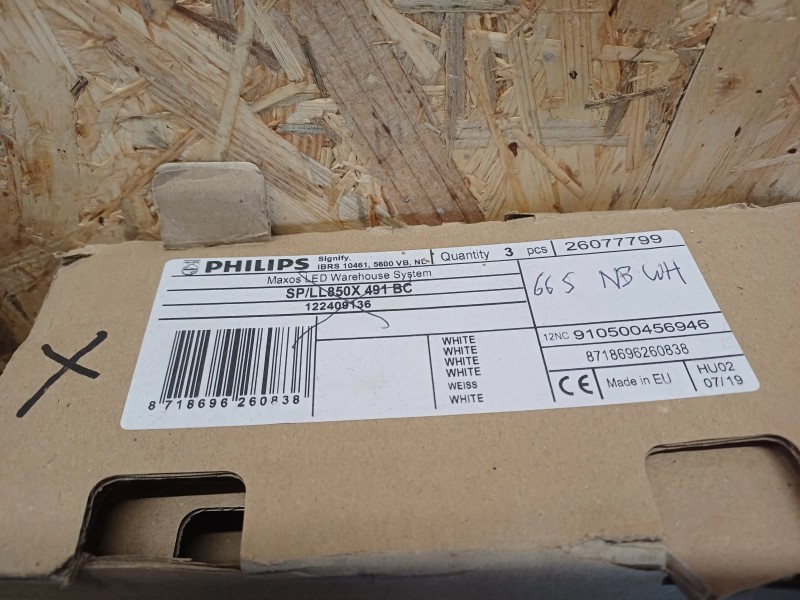 PHILIPS Signify.
IBRS 10461, 5600 VB, NL
Quantity 3 pcs 26077799
Maxos LED Warehouse System
SP/LL850X 491 BC
122409136
66 S NB WH
8 718696 260838
WHITE
WHITE
WHITE
WHITE
WEISS
WHITE
12NC 910500456946
8718696260838
CE Made in EU
HU02
07/19
X